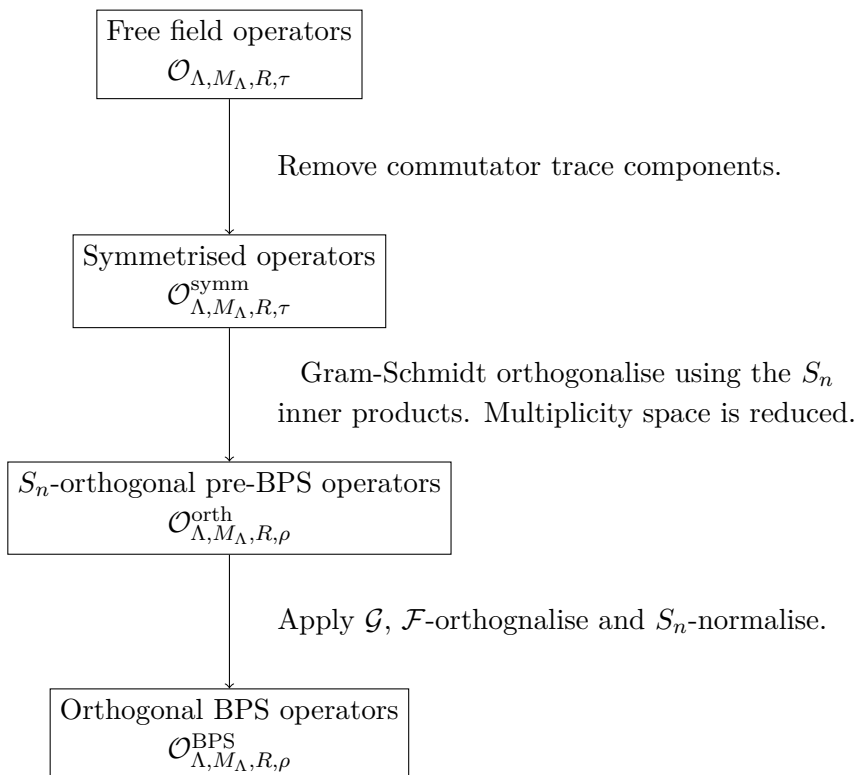 Free field operators
𝒪_{Λ,M_Λ,R,τ}
Remove commutator trace components.
Symmetrised operators
𝒪^{symm}_{Λ,M_Λ,R,τ}
Gram-Schmidt orthogonalise using the S_n
inner products. Multiplicity space is reduced.
S_n-orthogonal pre-BPS operators
𝒪^{orth}_{Λ,M_Λ,R,ρ}
Apply 𝒢, ℱ-orthognalise and S_n-normalise.
Orthogonal BPS operators
𝒪^{BPS}_{Λ,M_Λ,R,ρ}